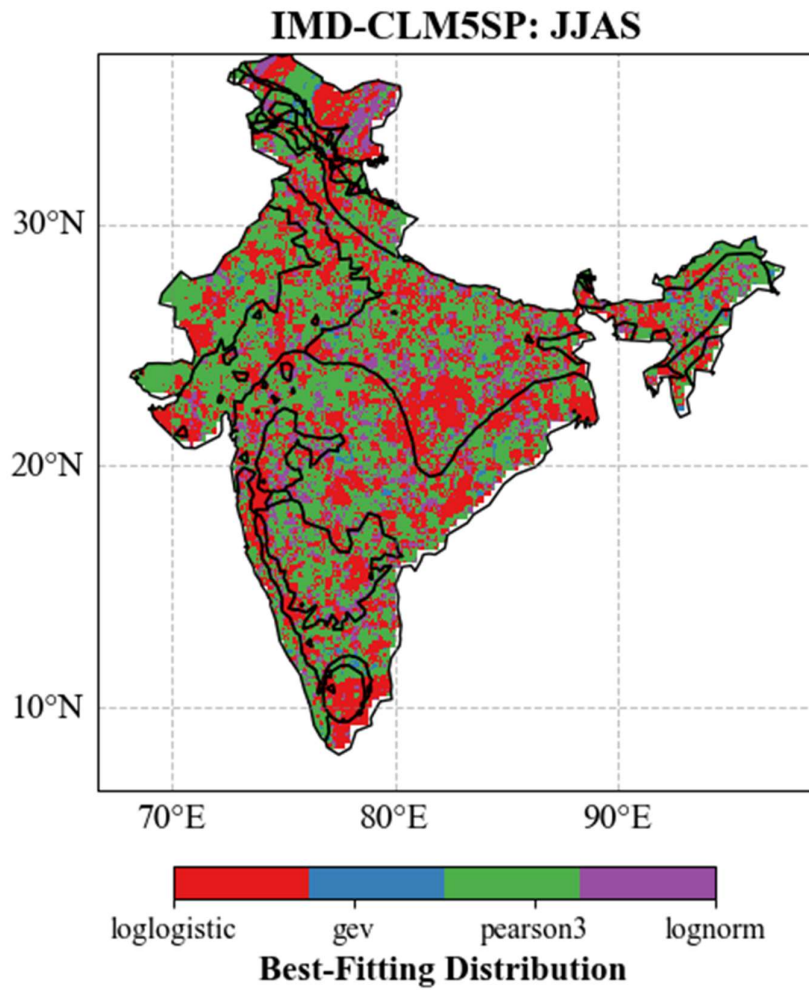 IMD-CLM5SP: JJAS
30°N
20°N
10°N
70°E 80°E 90°E
loglogistic gev pearson3 lognorm
Best-Fitting Distribution